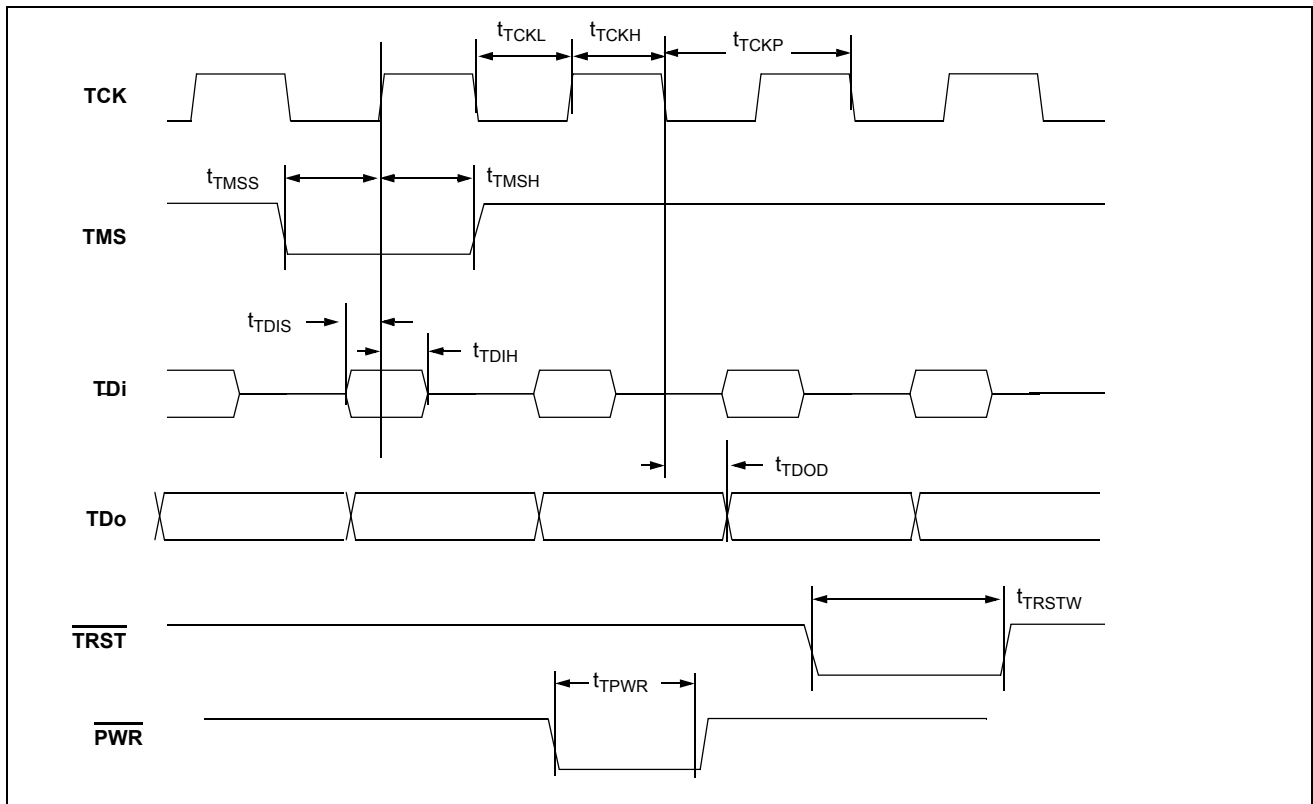 tTCKL
tTCKH
tTCKP
TCK
tTMSS
tTMSH
TMS
tTDIS
tTDIH
TDi
tTDOD
TDo
tTRSTW
TRST
tTPWR
PWR